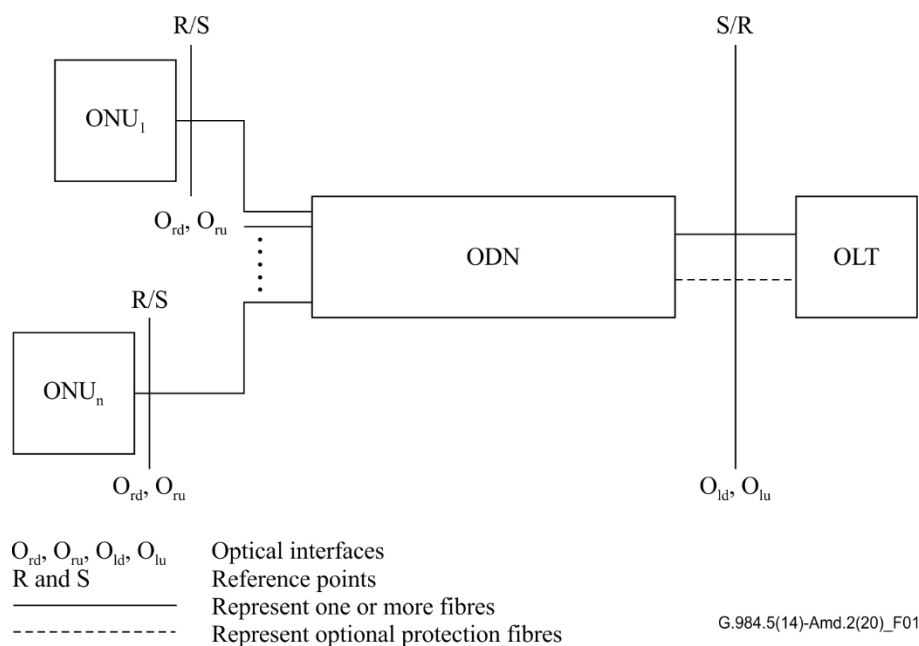 R/S
S/R
ONU₁
Oᵣd, Oᵣᵤ
ODN
OLT
R/S
ONUₙ
Oᵣd, Oᵣᵤ
Old, Olᵤ
Oᵣd, Oᵣᵤ, Old, Olᵤ Optical interfaces
R and S Reference points
Represent one or more fibres
Represent optional protection fibres
G.984.5(14)-Amd.2(20)_F01